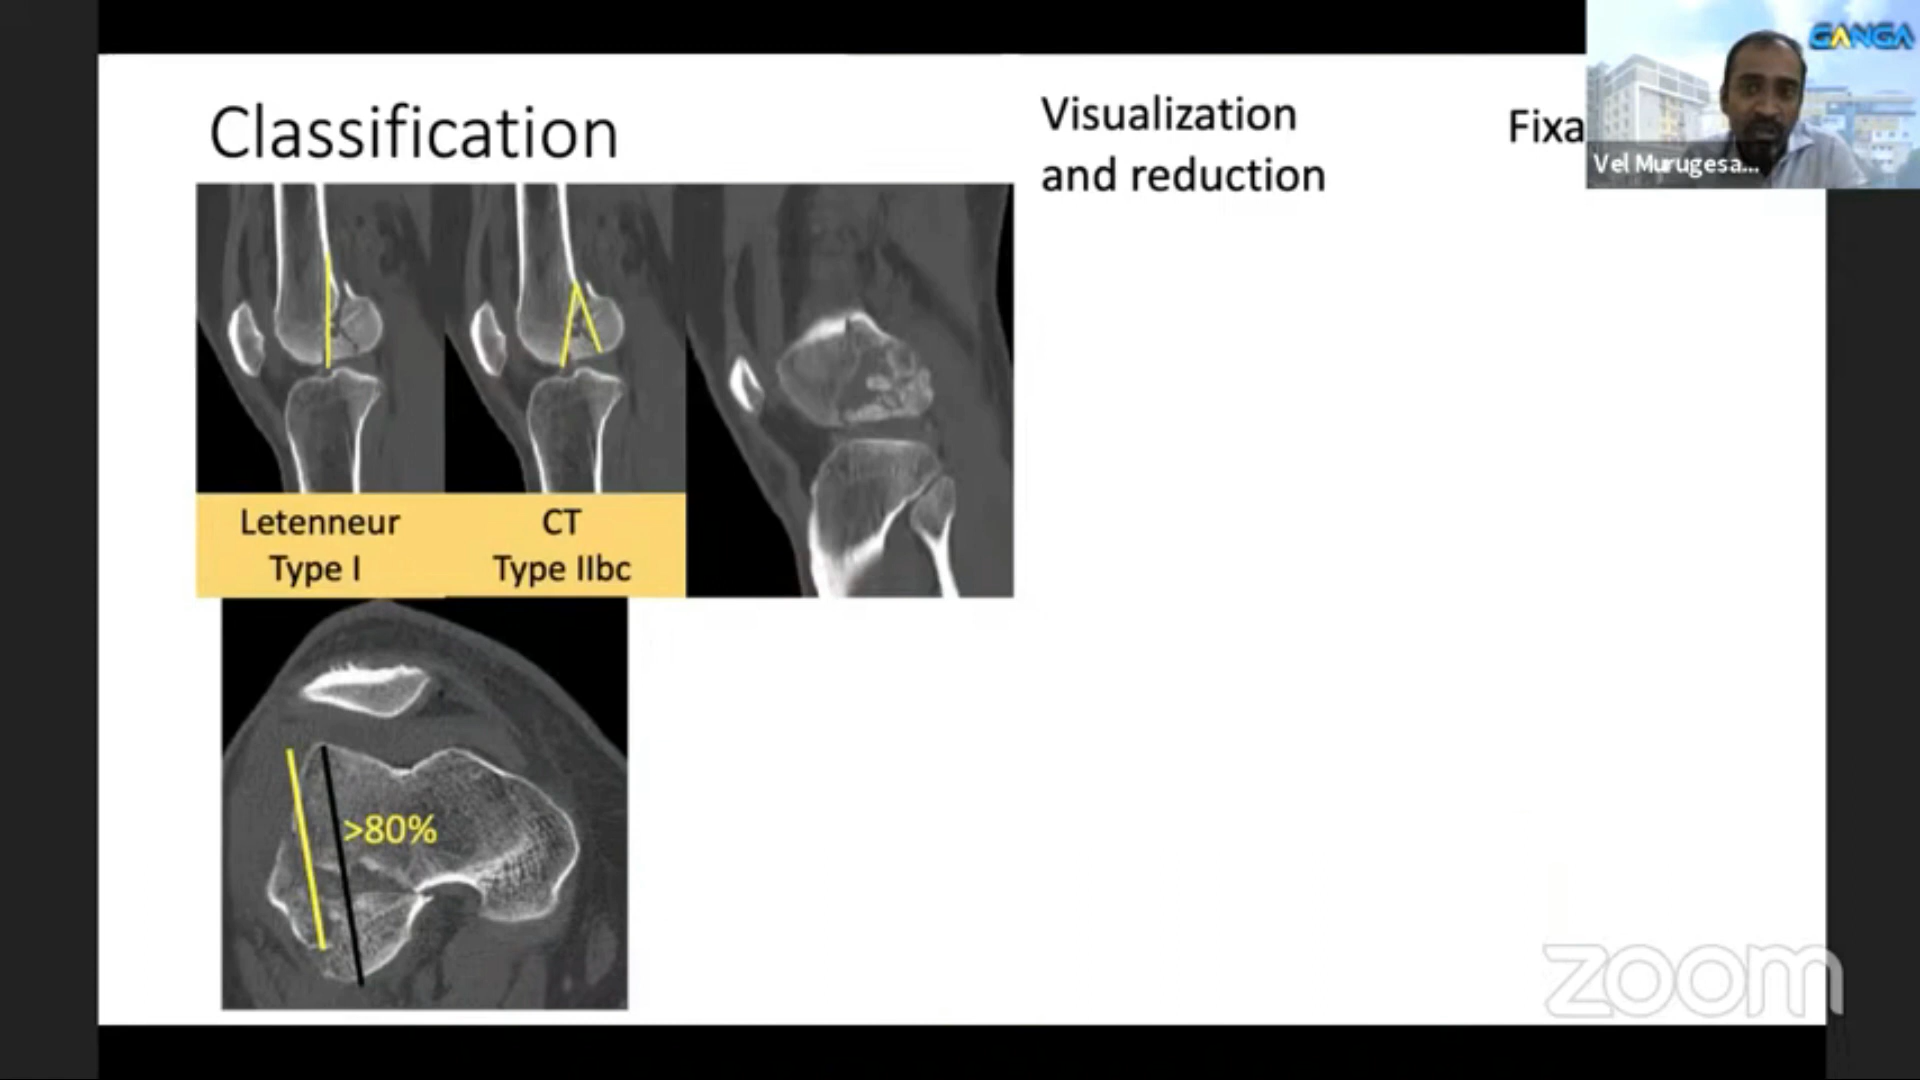 Classification
Visualization
and reduction
Fixa
GANGA
Vel Murugesa...
Letenneur
Type I
CT
Type IIbc
>80%
zoom